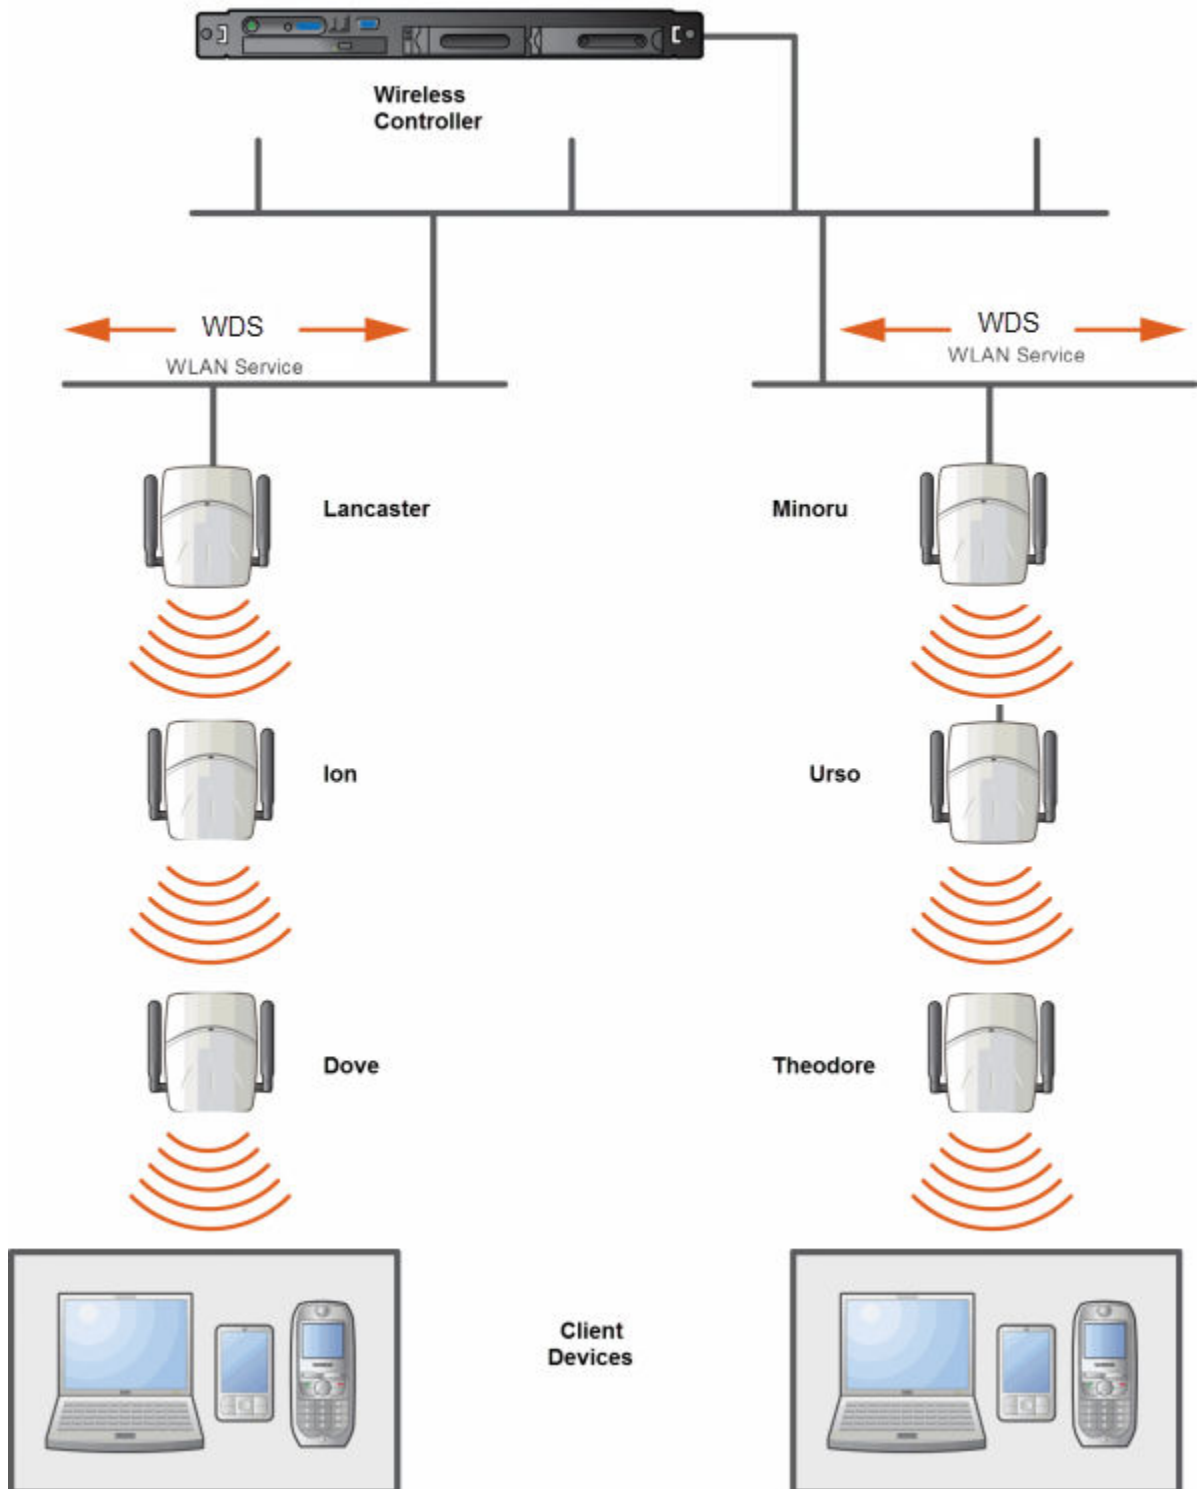 Wireless
Controller
WDS
WLAN Service
WDS
WLAN Service
Lancaster
Minoru
Ion
Urso
Dove
Theodore
Client
Devices